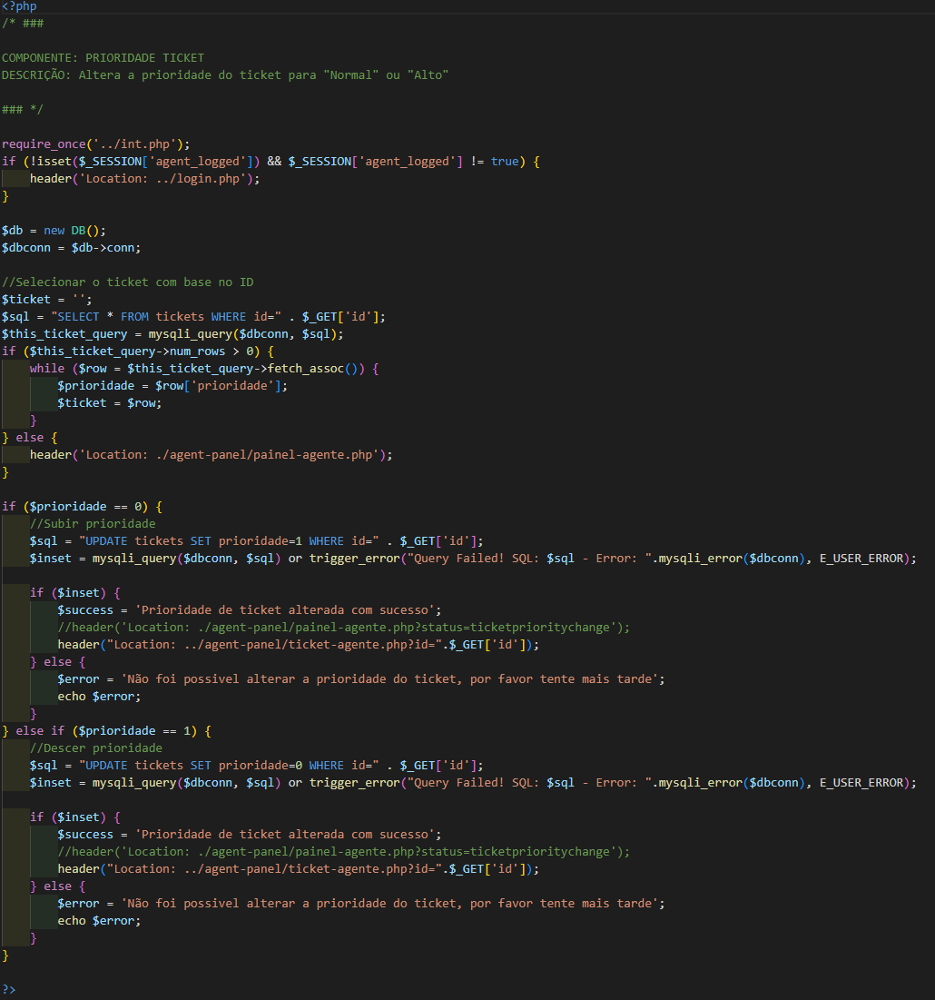 <?php
/* ###

COMPONENTE: PRIORIDADE TICKET
DESCRIÇÃO: Altera a prioridade do ticket para "Normal" ou "Alto"

### */

require_once('../int.php');
if (!isset($_SESSION['agent_logged']) && $_SESSION['agent_logged'] != true) {
    header('Location: ../login.php');
}

$db = new DB();
$dbconn = $db->conn;

//Selecionar o ticket com base no ID
$ticket = '';
$sql = "SELECT * FROM tickets WHERE id=" . $_GET['id'];
$this_ticket_query = mysqli_query($dbconn, $sql);
if ($this_ticket_query->num_rows > 0) {
    while ($row = $this_ticket_query->fetch_assoc()) {
        $prioridade = $row['prioridade'];
        $ticket = $row;
    }
} else {
    header('Location: ./agent-panel/painel-agente.php');
}

if ($prioridade == 0) {
    //Subir prioridade
    $sql = "UPDATE tickets SET prioridade=1 WHERE id=" . $_GET['id'];
    $inset = mysqli_query($dbconn, $sql) or trigger_error("Query Failed! SQL: $sql - Error: ".mysqli_error($dbconn), E_USER_ERROR);

    if ($inset) {
        $success = 'Prioridade de ticket alterada com sucesso';
        //header('Location: ./agent-panel/painel-agente.php?status=ticketprioritychange');
        header("Location: ../agent-panel/ticket-agente.php?id=".$_GET['id']);
    } else {
        $error = 'Não foi possivel alterar a prioridade do ticket, por favor tente mais tarde';
        echo $error;
    }
} else if ($prioridade == 1) {
    //Descer prioridade
    $sql = "UPDATE tickets SET prioridade=0 WHERE id=" . $_GET['id'];
    $inset = mysqli_query($dbconn, $sql) or trigger_error("Query Failed! SQL: $sql - Error: ".mysqli_error($dbconn), E_USER_ERROR);

    if ($inset) {
        $success = 'Prioridade de ticket alterada com sucesso';
        //header('Location: ./agent-panel/painel-agente.php?status=ticketprioritychange');
        header("Location: ../agent-panel/ticket-agente.php?id=".$_GET['id']);
    } else {
        $error = 'Não foi possivel alterar a prioridade do ticket, por favor tente mais tarde';
        echo $error;
    }
}

?>